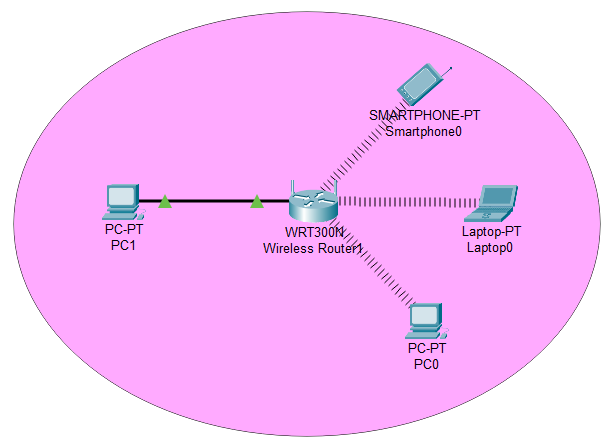 SMARTPHONE-PT
Smartphone0
PC-PT
PC1
WRT300N
Wireless Router1
Laptop-PT
Laptop0
PC-PT
PC0